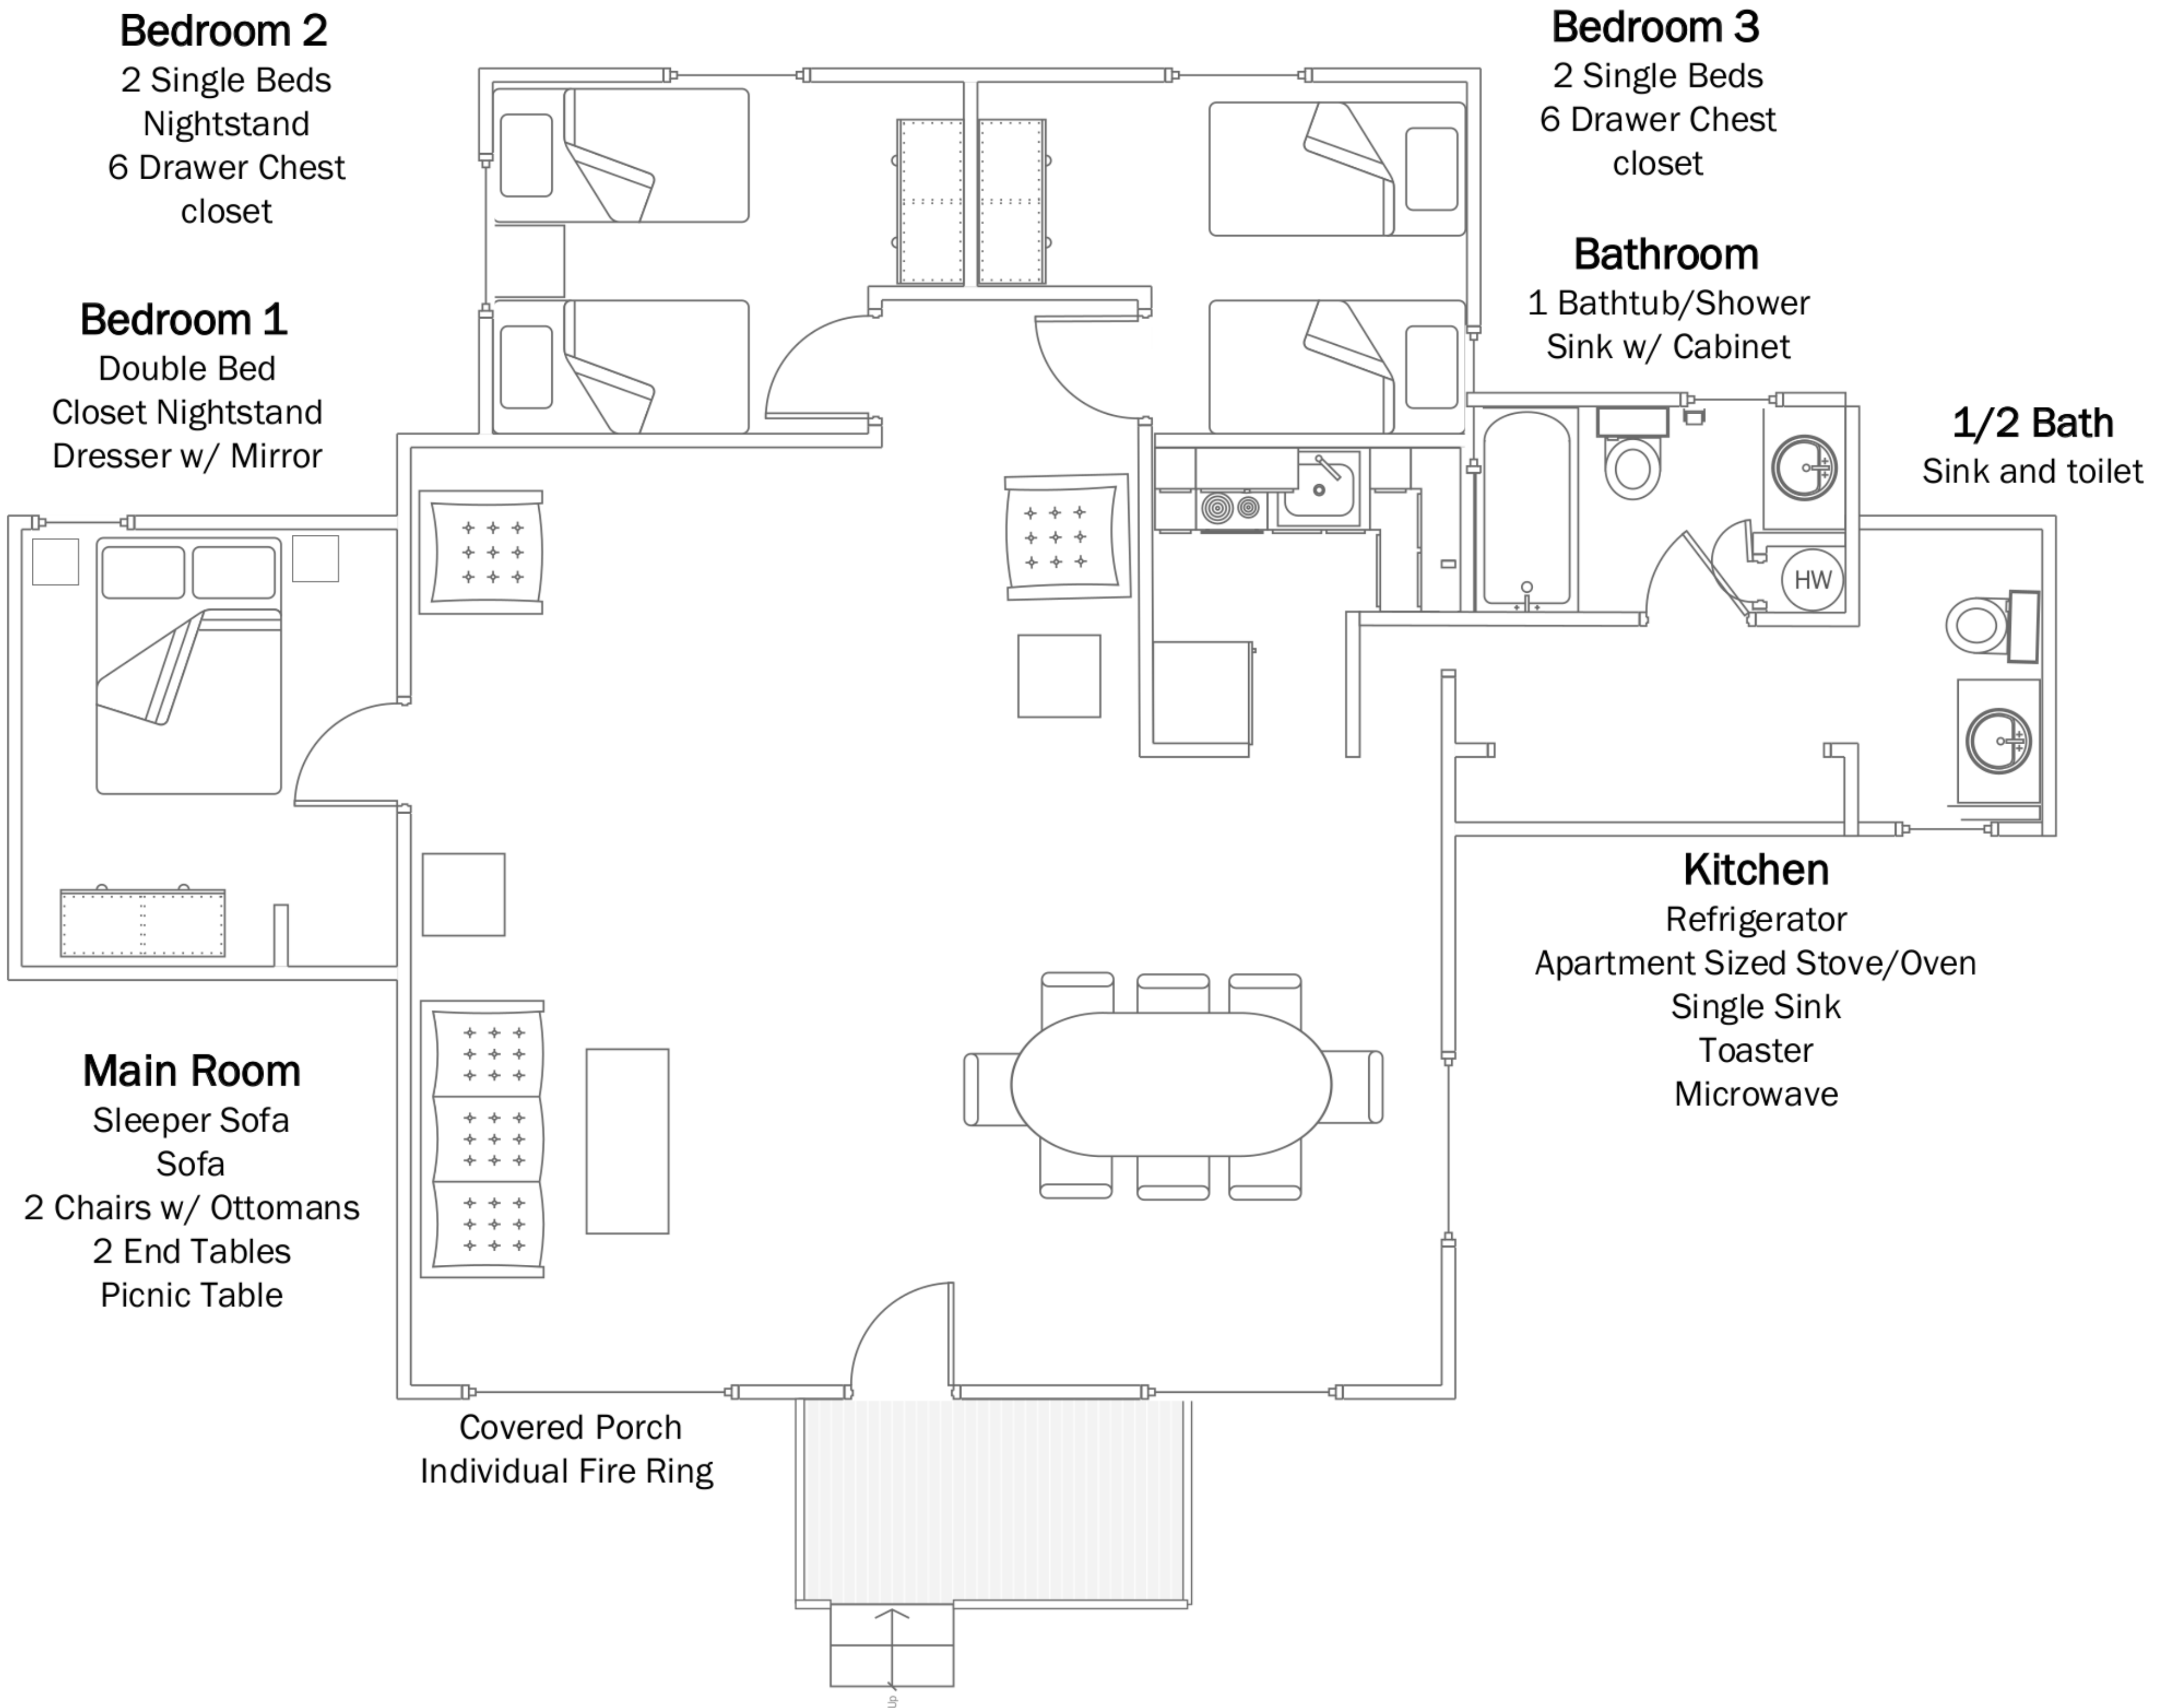 Bedroom 2
2 Single Beds
Nightstand
6 Drawer Chest
closet
Bedroom 3
2 Single Beds
6 Drawer Chest
closet
Bedroom 1
Double Bed
Closet Nightstand
Dresser w/ Mirror
Bathroom
1 Bathtub/Shower
Sink w/ Cabinet
1/2 Bath
Sink and toilet
HW
Kitchen
Refrigerator
Apartment Sized Stove/Oven
Single Sink
Toaster
Microwave
Main Room
Sleeper Sofa
Sofa
2 Chairs w/ Ottomans
2 End Tables
Picnic Table
Covered Porch
Individual Fire Ring
Up